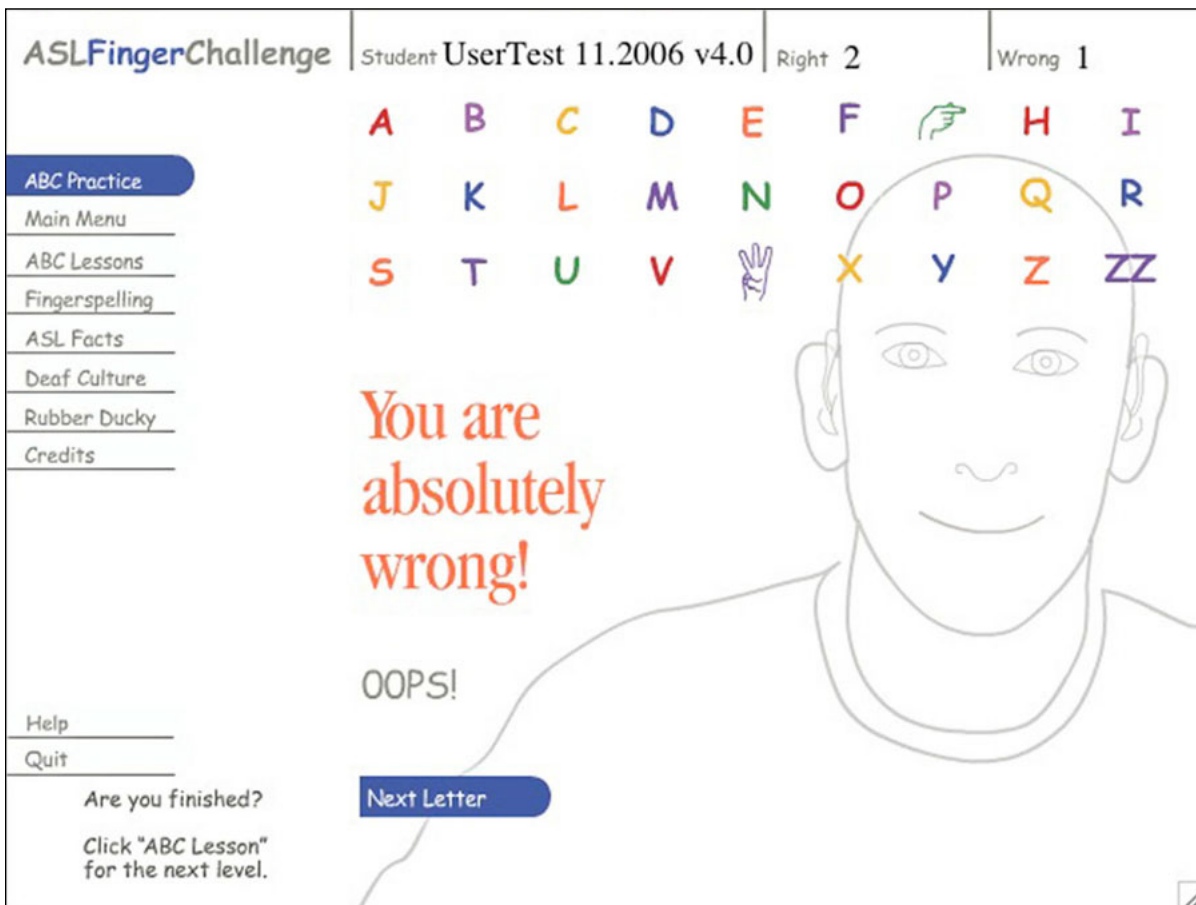 ASLFingerChallenge
Student UserTest 11.2006 v4.0
Right 2
Wrong 1
A B C D E F H I
J K L M N O P Q R
S T U V X Y Z ZZ
ABC Practice
Main Menu
ABC Lessons
Fingerspelling
ASL Facts
Deaf Culture
Rubber Ducky
Credits
You are
absolutely
wrong!
OOPS!
Next Letter
Help
Quit
Are you finished?
Click "ABC Lesson"
for the next level.